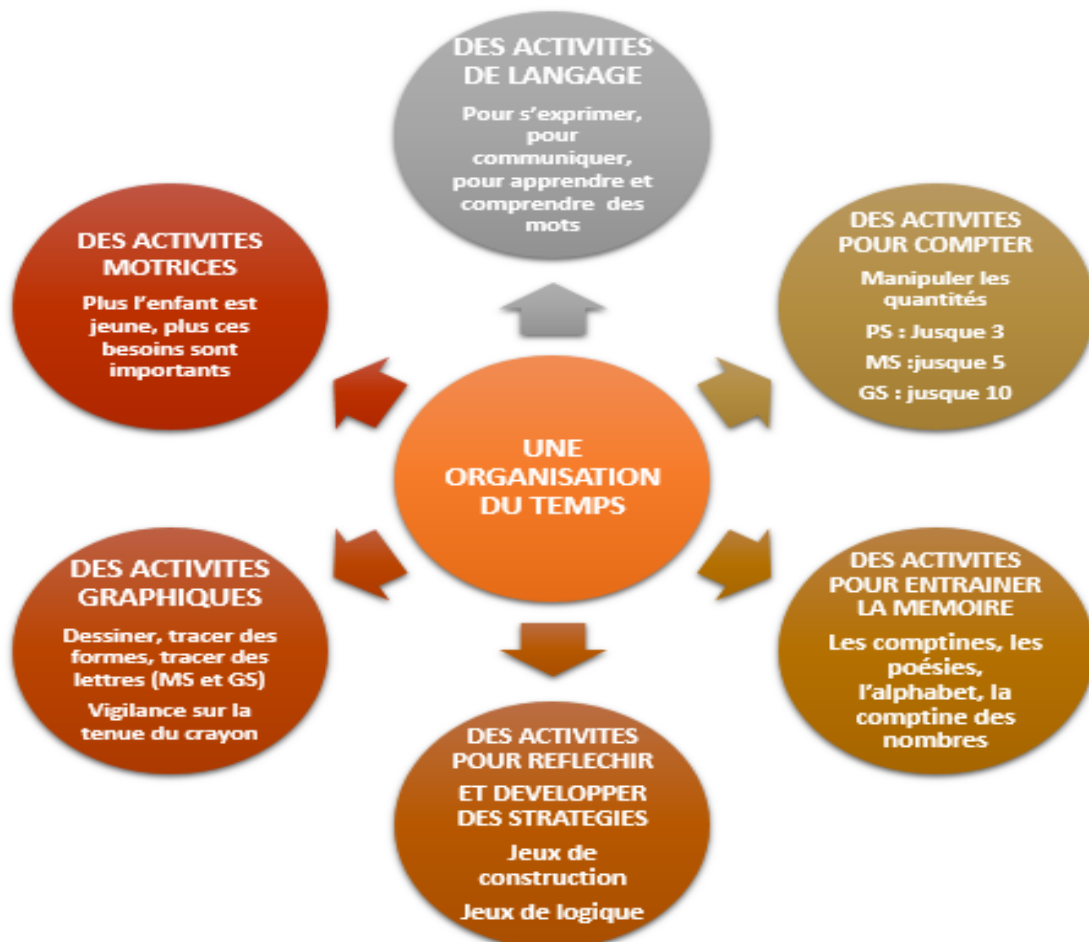 DES ACTIVITES
DE LANGAGE
Pour s'exprimer,
pour
communiquer,
pour apprendre et
comprendre des
mots
DES ACTIVITES
POUR COMPTER
Manipuler les
quantités
PS : Jusque 3
MS :jusque 5
GS : jusque 10
DES ACTIVITES
POUR ENTRAINER
LA MEMOIRE
Les comptines, les
poésies,
l'alphabet, la
comptine des
nombres
DES ACTIVITES
POUR REFLECHIR
ET DEVELOPPER
DES STRATEGIES
Jeux de
construction
Jeux de logique
DES ACTIVITES
GRAPHIQUES
Dessiner, tracer des
formes, tracer des
lettres (MS et GS)
Vigilance sur la
tenue du crayon
DES ACTIVITES
MOTRICES
Plus l'enfant est
jeune, plus ces
besoins sont
importants
UNE
ORGANISATION
DU TEMPS